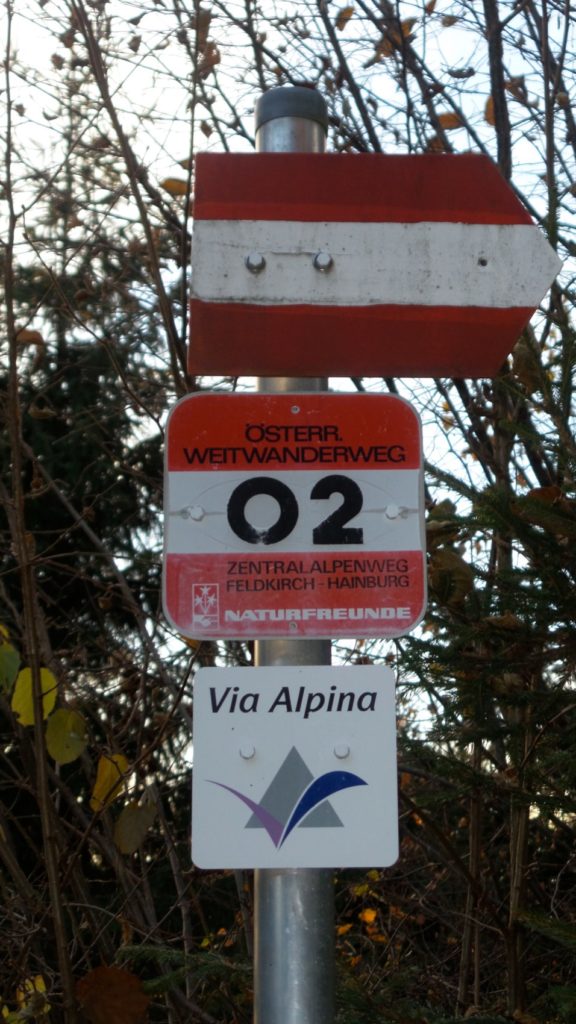 ÖSTERR.
WEITWANDERWEG
02
ZENTRALALPENWEG
FELDKIRCH-HAINBURG
NATURFREUNDE
Via Alpina